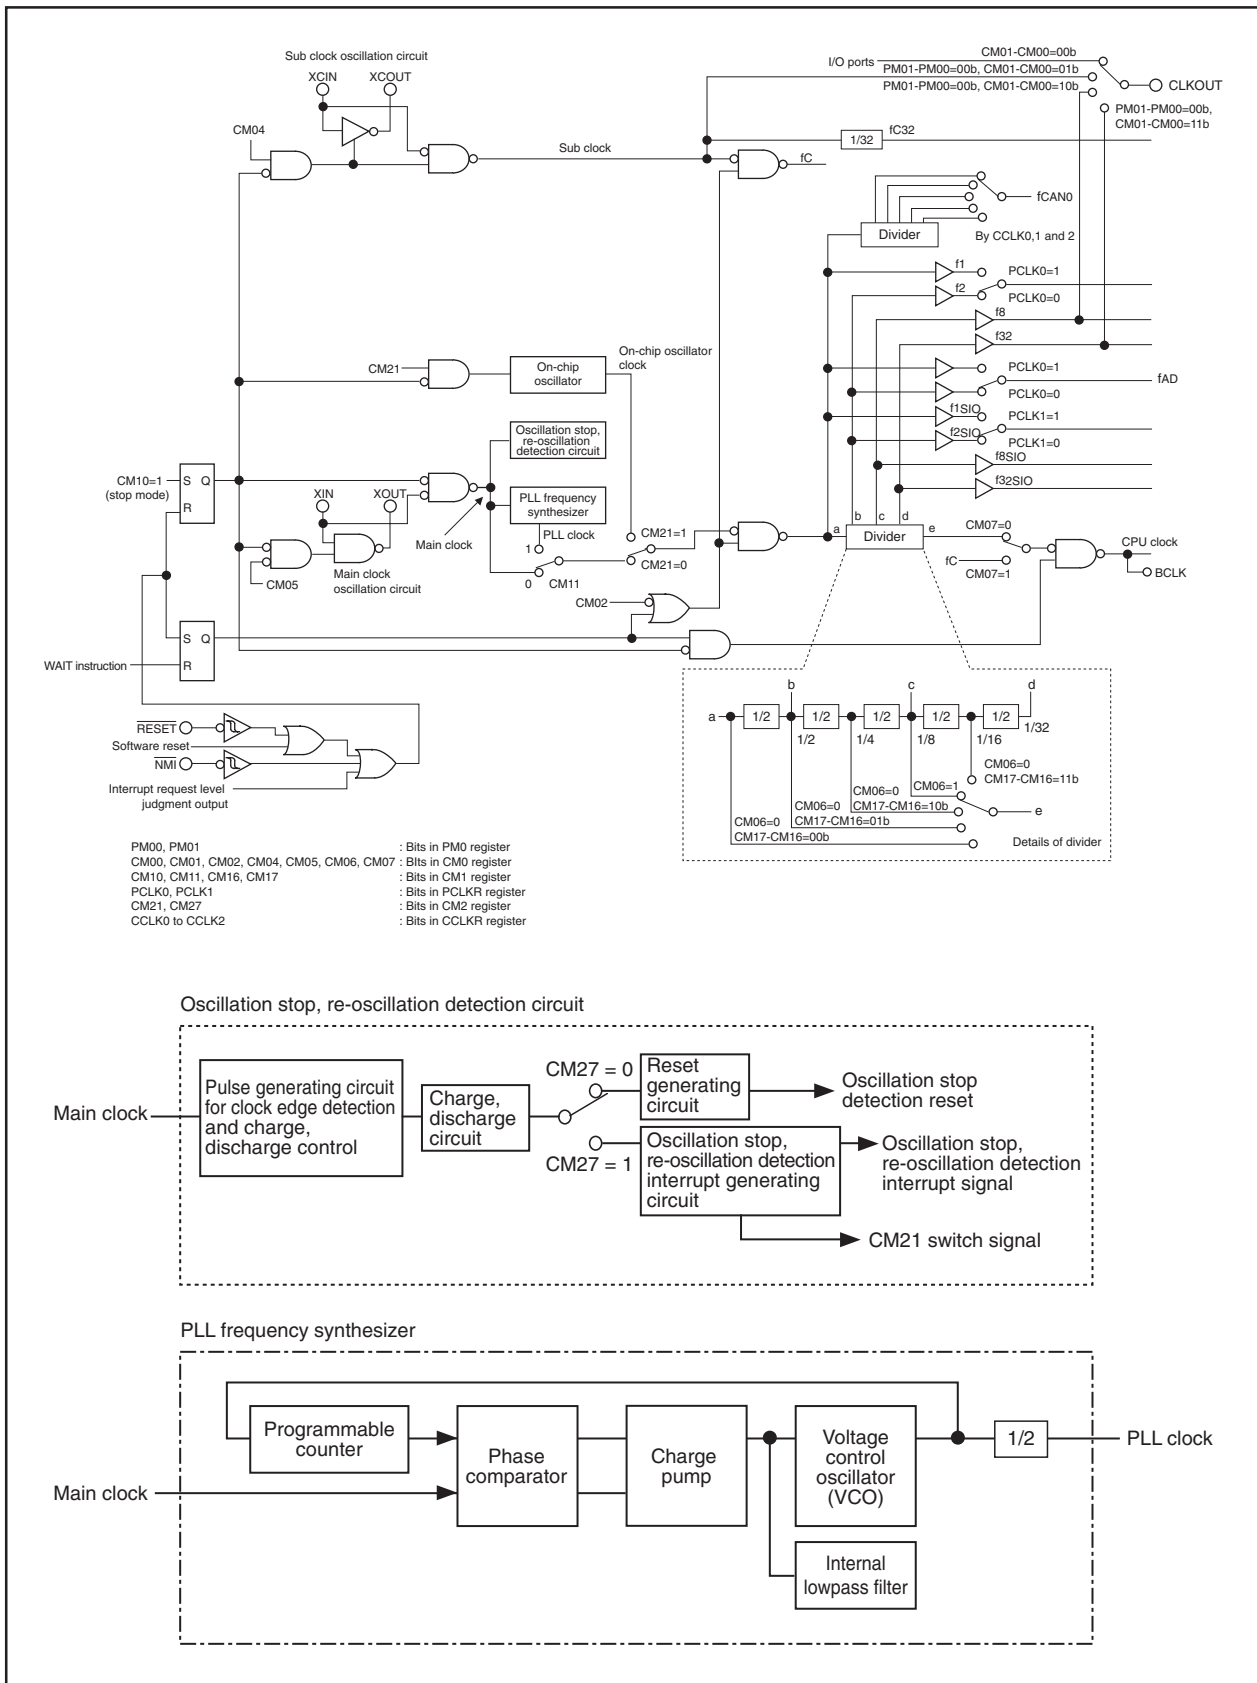 Sub clock oscillation circuit
XCIN
XCOUT
CM04
Sub clock
CM01-CM00=00b
I/O ports
PM01-PM00=00b, CM01-CM00=01b
PM01-PM00=00b, CM01-CM00=10b
CLKOUT
PM01-PM00=00b,
CM01-CM00=11b
1/32
fC32
fC
fCAN0
Divider
By CCLK0,1 and 2
f1
PCLK0=1
f2
PCLK0=0
f8
f32
PCLK0=1
fAD
PCLK0=0
f1SIO
PCLK1=1
f2SIO
PCLK1=0
f8SIO
f32SIO
CM21
On-chip
oscillator
On-chip oscillator
clock
Oscillation stop,
re-oscillation
detection circuit
CM10=1
(stop mode)
S
Q
R
XIN
XOUT
PLL frequency
synthesizer
Main clock
PLL clock
1
0
CM11
CM21=1
CM21=0
CM05
Main clock
oscillation circuit
CM02
a
b
c
d
e
Divider
CM07=0
fC
CM07=1
CPU clock
BCLK
S
Q
R
WAIT instruction
RESET
Software reset
NMI
Interrupt request level
judgment output
a
b
c
d
1/2
1/2
1/2
1/2
1/2
1/2
1/4
1/8
1/16
1/32
CM06=0
CM17-CM16=11b
CM06=1
CM06=0
CM17-CM16=10b
e
CM06=0
CM17-CM16=01b
CM06=0
CM17-CM16=00b
Details of divider
PM00, PM01 : Bits in PM0 register
CM00, CM01, CM02, CM04, CM05, CM06, CM07 : BIts in CM0 register
CM10, CM11, CM16, CM17 : Bits in CM1 register
PCLK0, PCLK1 : Bits in PCLKR register
CM21, CM27 : Bits in CM2 register
CCLK0 to CCLK2 : Bits in CCLKR register
Oscillation stop, re-oscillation detection circuit
Main clock
Pulse generating circuit
for clock edge detection
and charge,
discharge control
Charge,
discharge
circuit
CM27 = 0
Reset
generating
circuit
Oscillation stop
detection reset
CM27 = 1
Oscillation stop,
re-oscillation detection
interrupt generating
circuit
Oscillation stop,
re-oscillation detection
interrupt signal
CM21 switch signal
PLL frequency synthesizer
Programmable
counter
Main clock
Phase
comparator
Charge
pump
Voltage
control
oscillator
(VCO)
1/2
PLL clock
Internal
lowpass filter